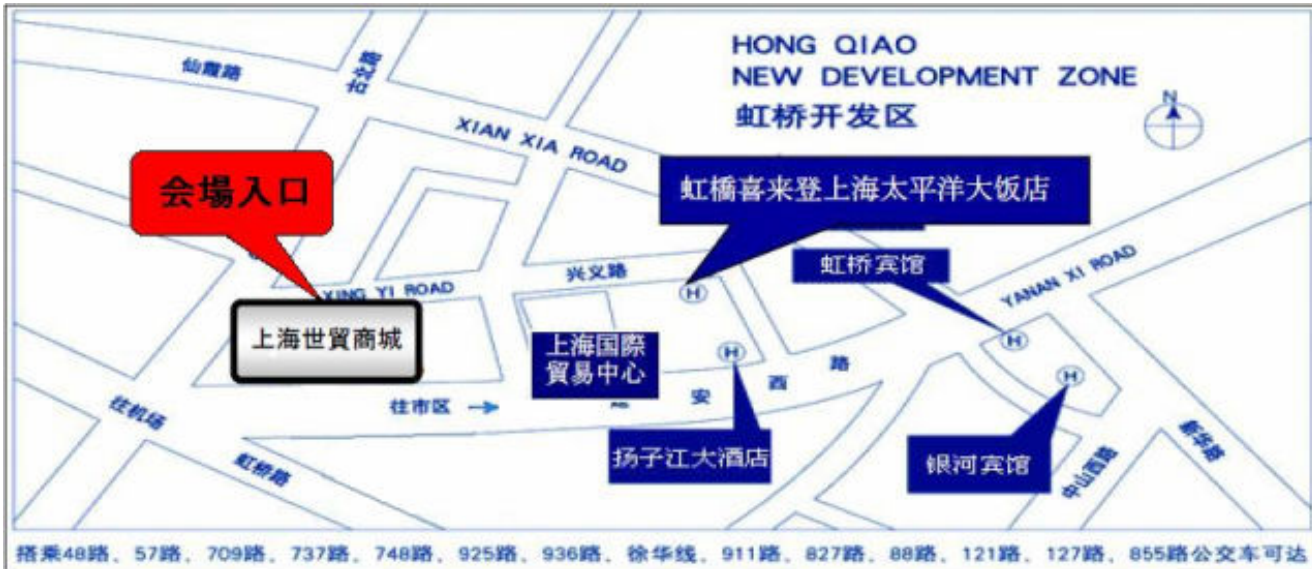 HONG QIAO
NEW DEVELOPMENT ZONE
虹桥开发区
N
仙霞路
古北路
XIAN XIA ROAD
会場入口
虹橋喜来登上海太平洋大饭店
兴义路
虹桥宾馆
XING YI ROAD
H
YANAN XI ROAD
上海世貿商城
上海国際
貿易中心
H
H
H
安 西 路
往市区
往机场
虹桥路
扬子江大酒店
银河宾馆
中山西路
新华路
搭乘48路、57路、709路、737路、748路、925路、936路、徐华线、911路、827路、88路、121路、127路、855路公交车可达